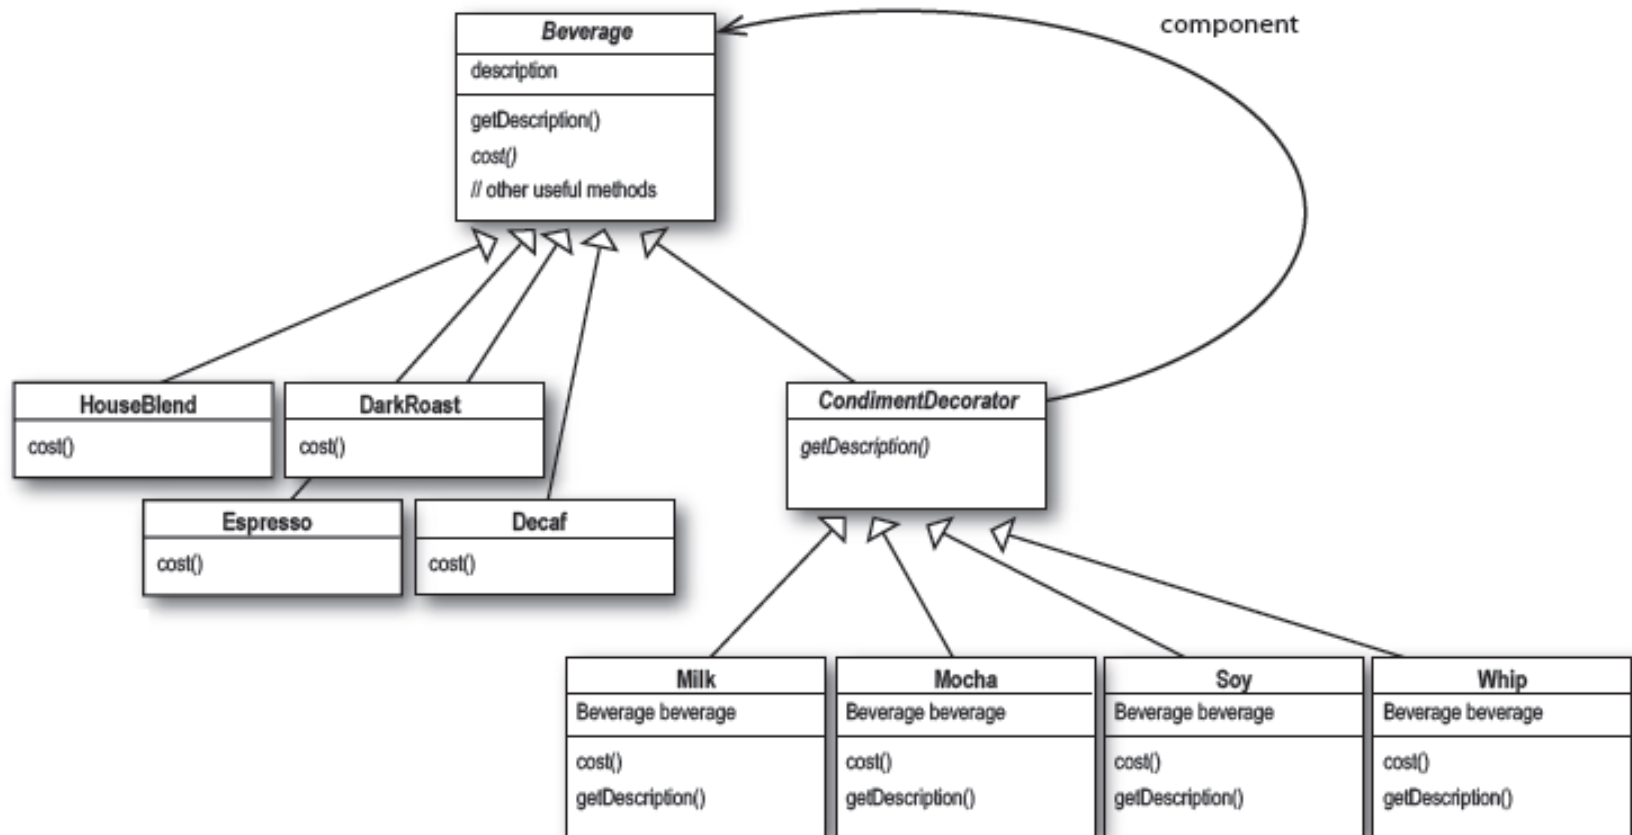 component
Beverage
description
getDescription()
cost()
// other useful methods
HouseBlend
cost()
DarkRoast
cost()
CondimentDecorator
getDescription()
Espresso
cost()
Decaf
cost()
Milk
Beverage beverage
cost()
getDescription()
Mocha
Beverage beverage
cost()
getDescription()
Soy
Beverage beverage
cost()
getDescription()
Whip
Beverage beverage
cost()
getDescription()